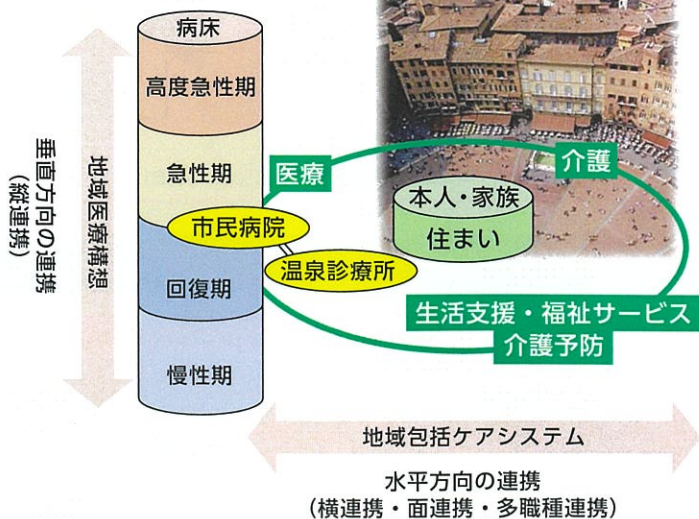 病床
高度急性期
急性期
回復期
慢性期
市民病院
温泉診療所
医療
介護
本人・家族
住まい
生活支援・福祉サービス
介護予防
地域医療構想
垂直方向の連携
(縦連携)
地域包括ケアシステム
水平方向の連携
(横連携・面連携・多職種連携)